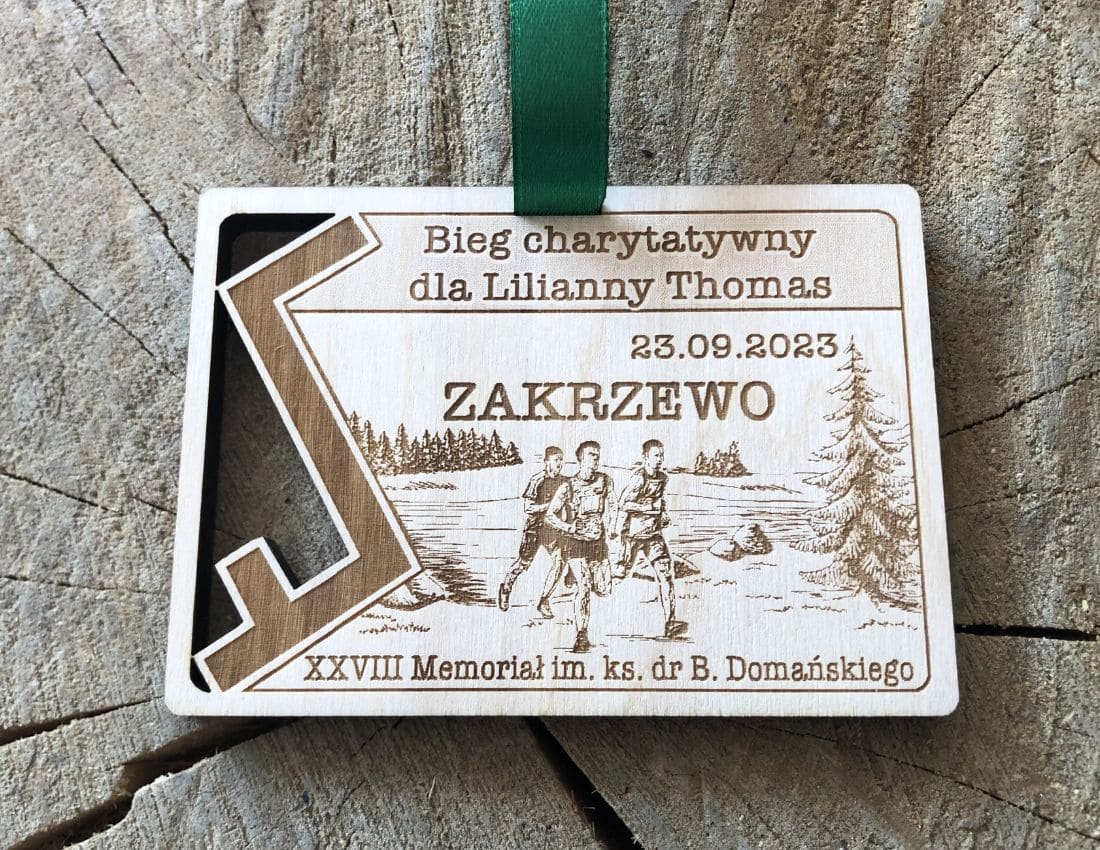 Bieg charytatywny
dla Lilianny Thomas
23.09.2023
ZAKRZEWO
XXVIII Memoriał im. ks. dr B. Domańskiego